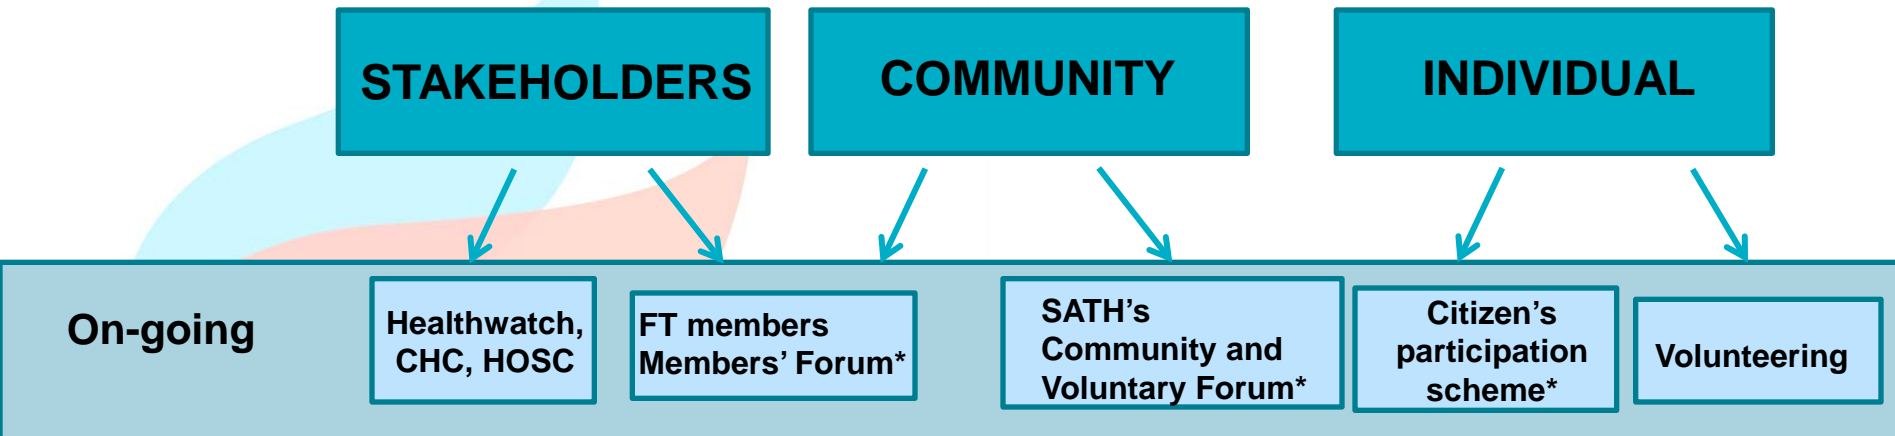 STAKEHOLDERS
COMMUNITY
INDIVIDUAL
On-going
Healthwatch,
CHC, HOSC
FT members
Members’ Forum*
SATH’s
Community and
Voluntary Forum*
Citizen’s
participation
scheme*
Volunteering